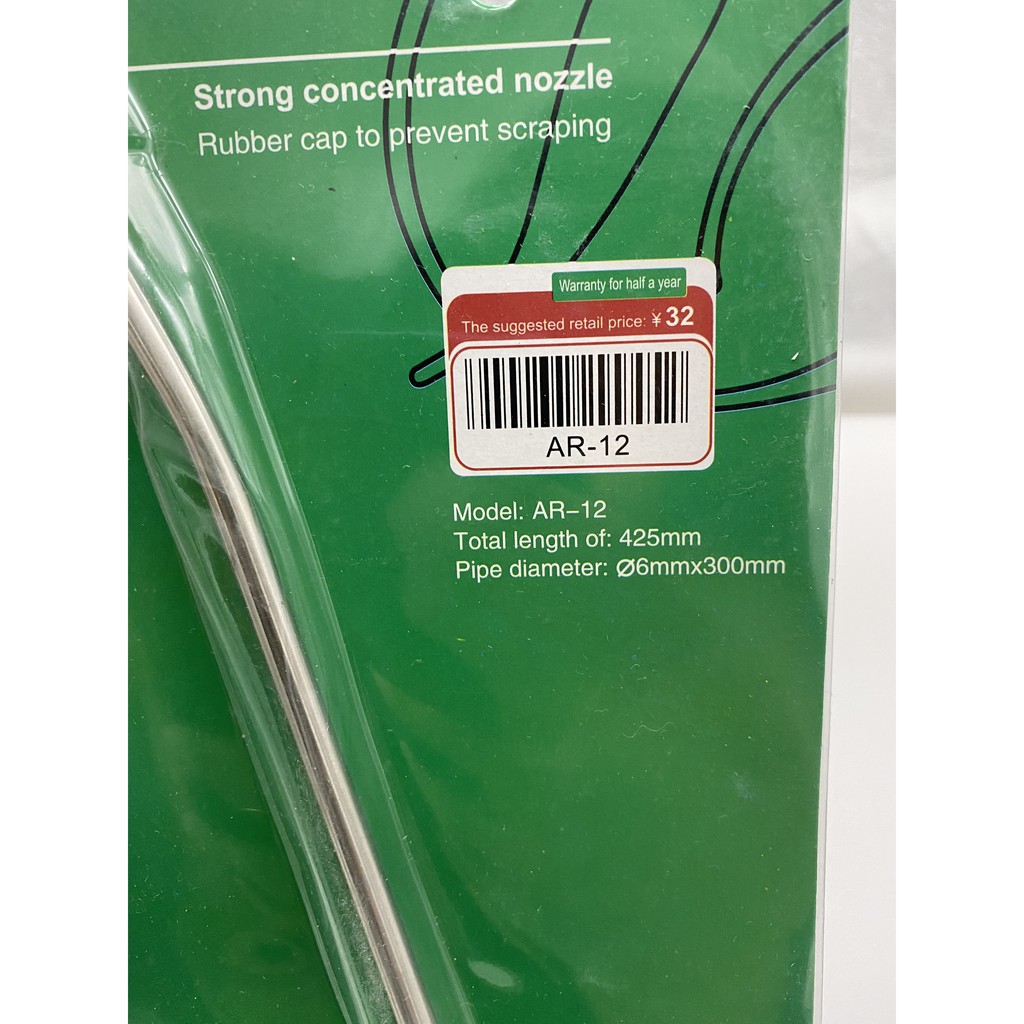 Strong concentrated nozzle
Rubber cap to prevent scraping
Warranty for half a year
The suggested retail price: ¥32
AR-12
Model: AR-12
Total length of: 425mm
Pipe diameter: Ø6mmx300mm